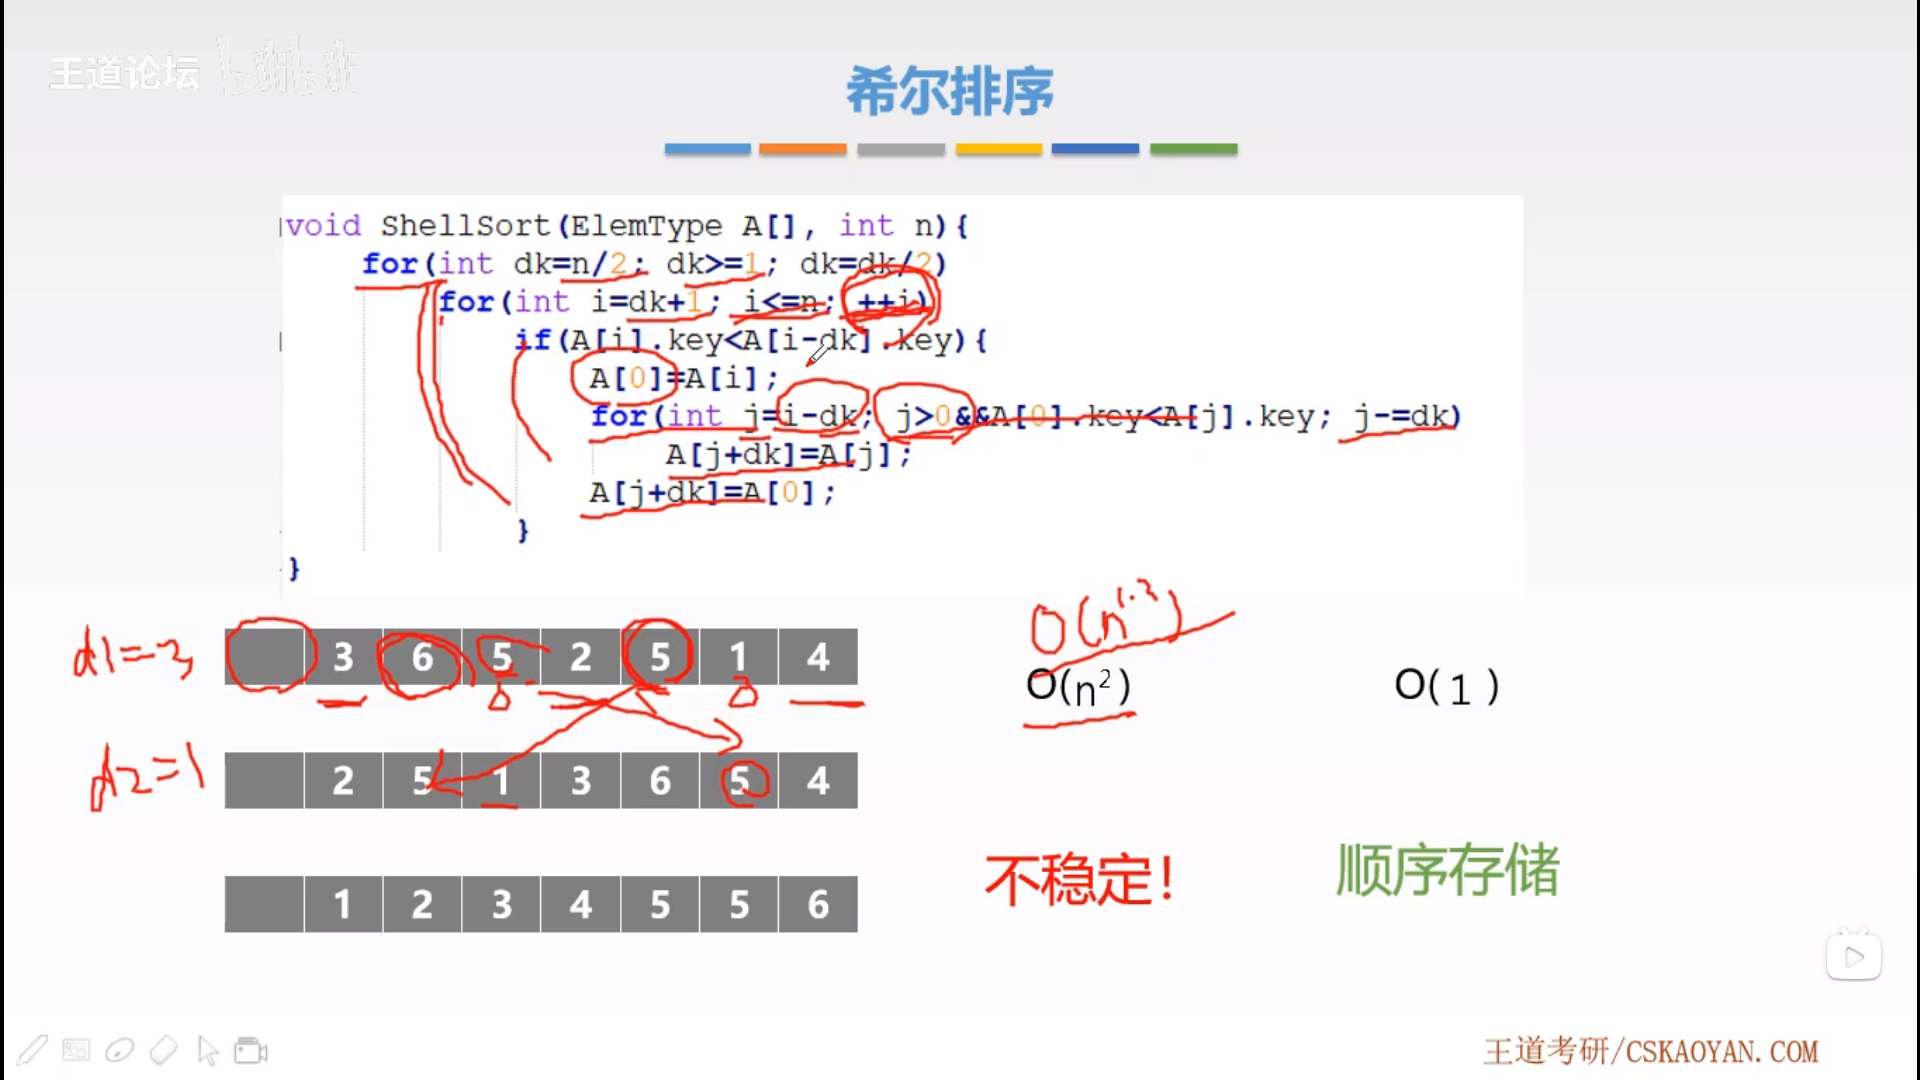 王道论坛 bilibili
希尔排序
void ShellSort(ElemType A[], int n){
for(int dk=n/2; dk>=1; dk=dk/2)
for(int i=dk+1; i<=n; ++i)
if(A[i].key<A[i-dk].key){
A[0]=A[i];
for(int j=i-dk; j>0&&A[0].key<A[j].key; j-=dk)
A[j+dk]=A[j];
A[j+dk]=A[0];
}
}
O(n^1.3)
d1=3 3 6 5 2 5 1 4
O(n²) O(1)
d2=1 2 5 1 3 6 5 4
不稳定! 顺序存储
1 2 3 4 5 5 6
王道考研/CSKAOYAN.COM